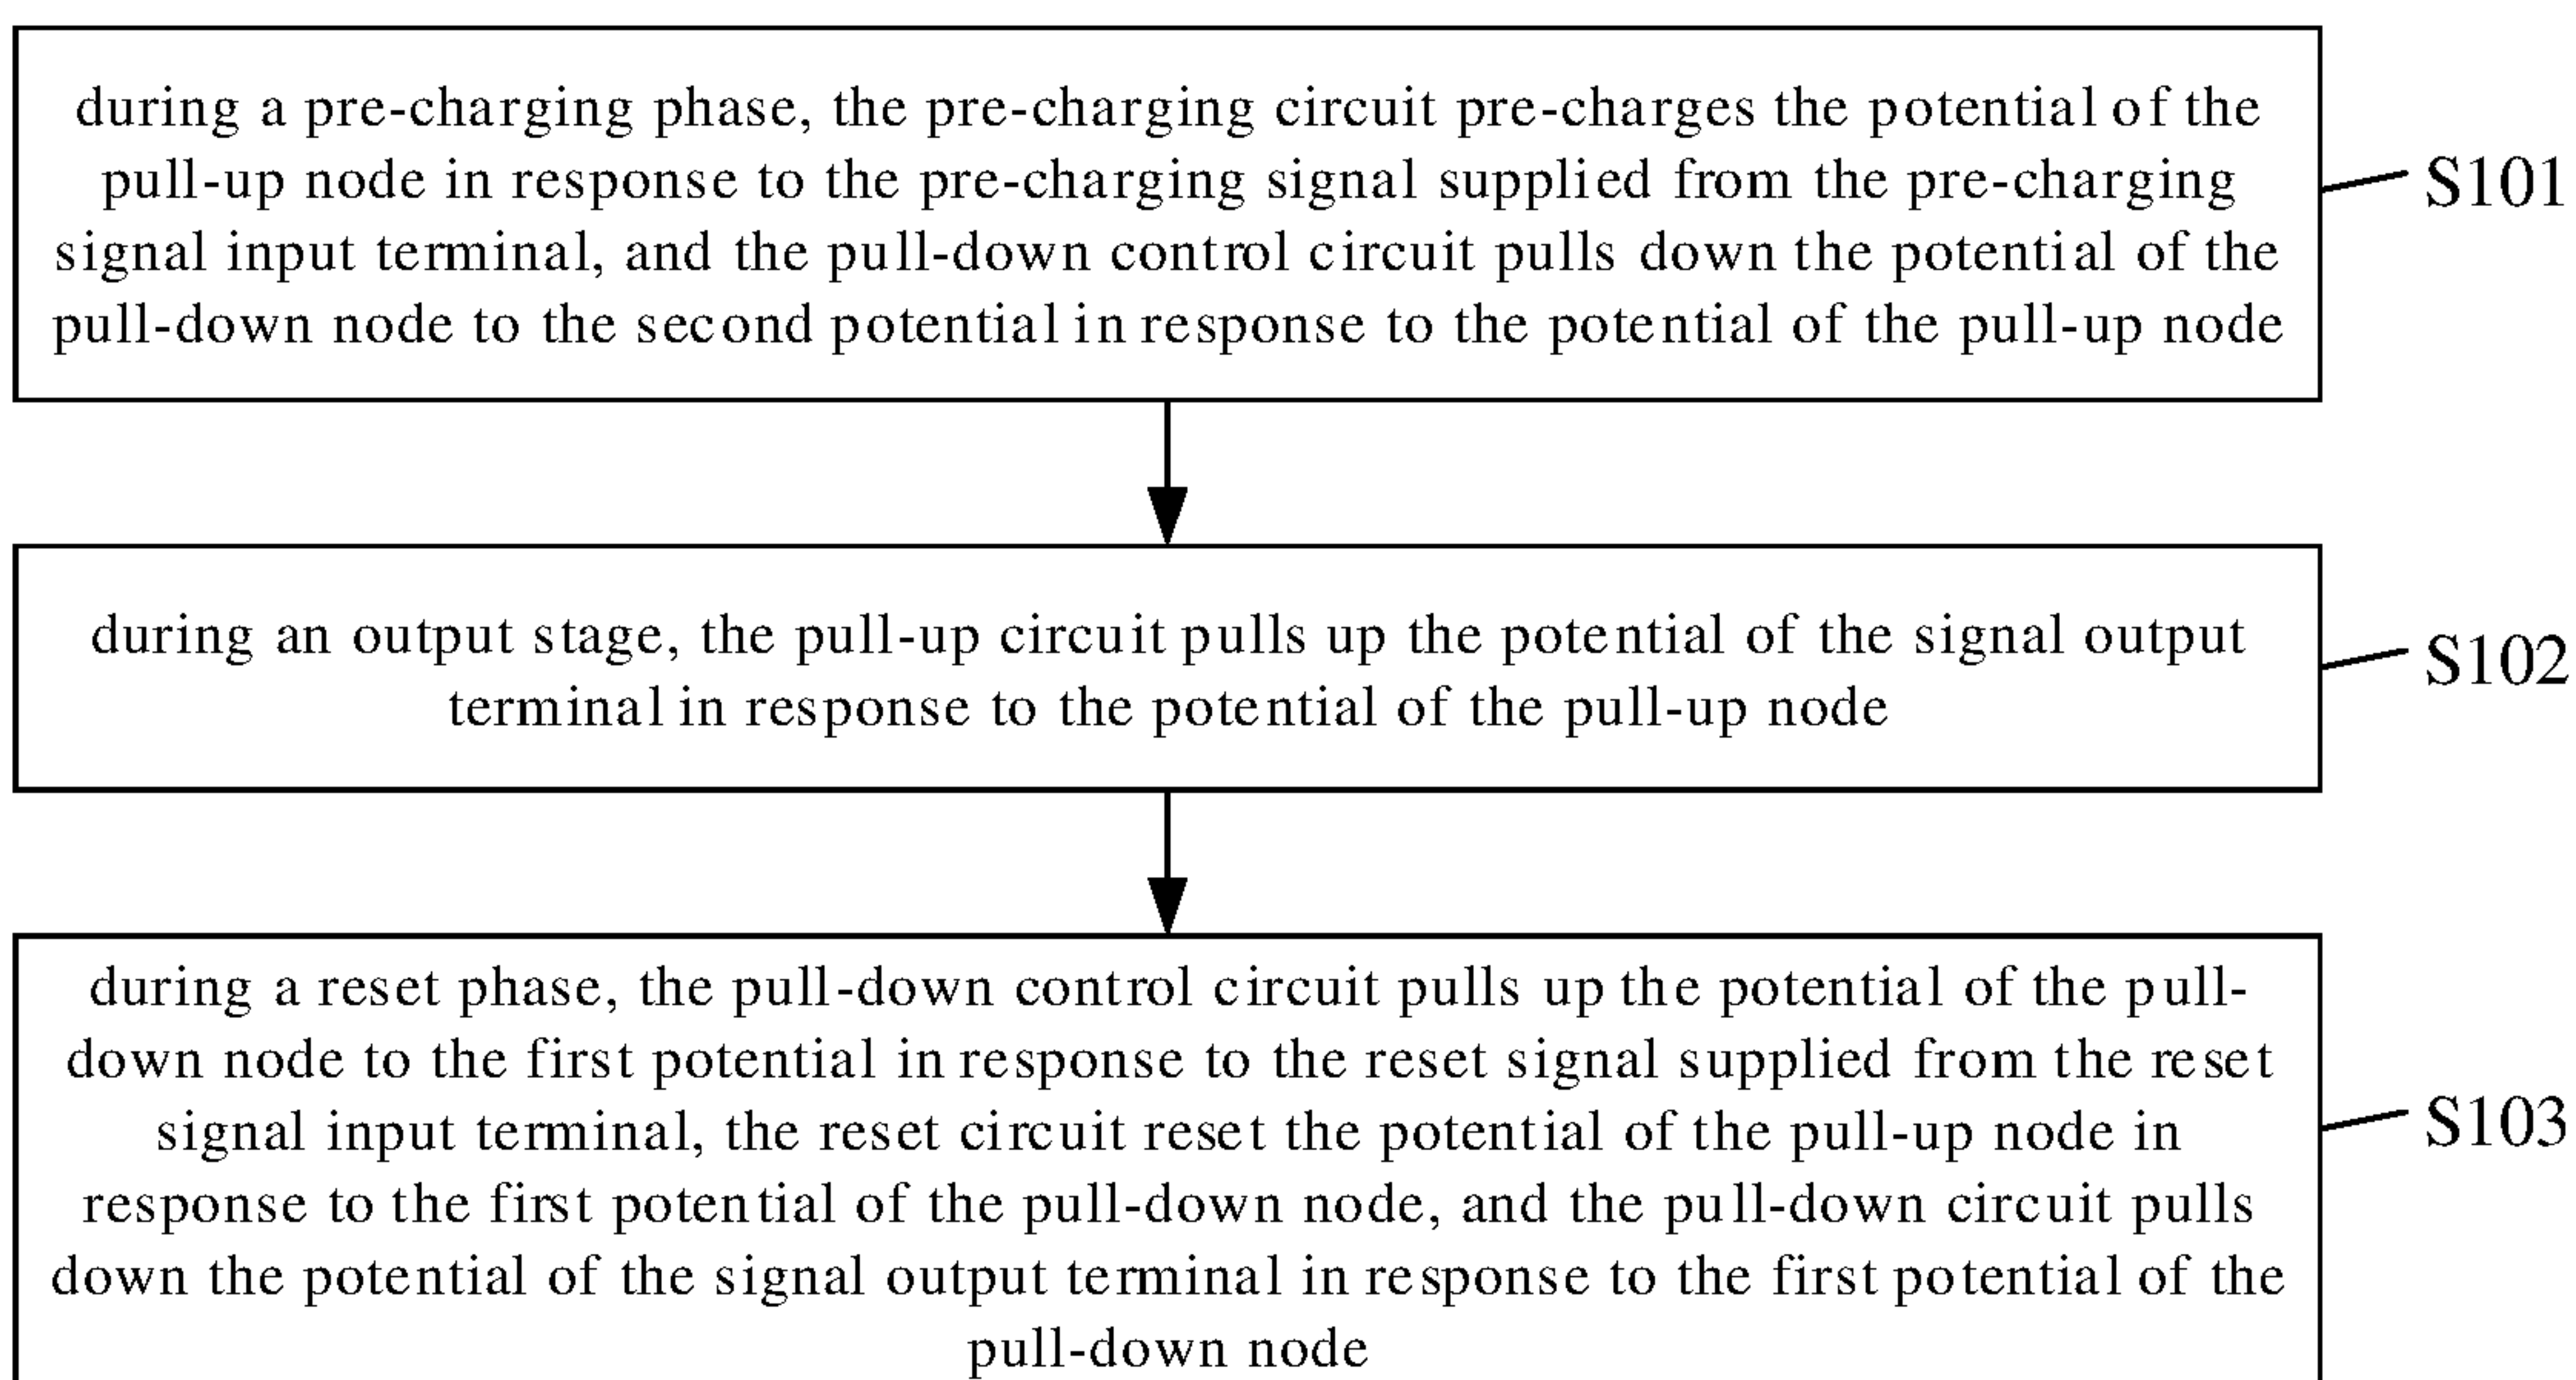 during a pre-charging phase, the pre-charging circuit pre-charges the potential of the
pull-up node in response to the pre-charging signal supplied from the pre-charging
signal input terminal, and the pull-down control circuit pulls down the potential of the
pull-down node to the second potential in response to the potential of the pull-up node
S101
during an output stage, the pull-up circuit pulls up the potential of the signal output
terminal in response to the potential of the pull-up node
S102
during a reset phase, the pull-down control circuit pulls up the potential of the pull-
down node to the first potential in response to the reset signal supplied from the reset
signal input terminal, the reset circuit reset the potential of the pull-up node in
response to the first potential of the pull-down node, and the pull-down circuit pulls
down the potential of the signal output terminal in response to the first potential of the
pull-down node
S103